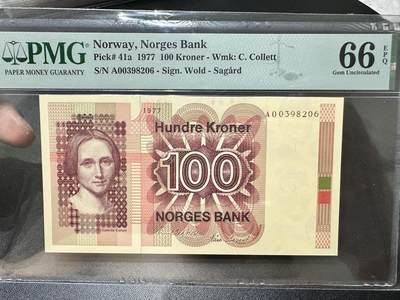 PMG
PAPER MONEY GUARANTY
Norway, Norges Bank
Pick# 41a 1977 100 Kroner - Wmk: C. Collett
S/N A00398206 - Sign. Wold - Sagård
66 EPQ
Gem Uncirculated
1977
Hundre Kroner
A00398206
100
NORGES BANK